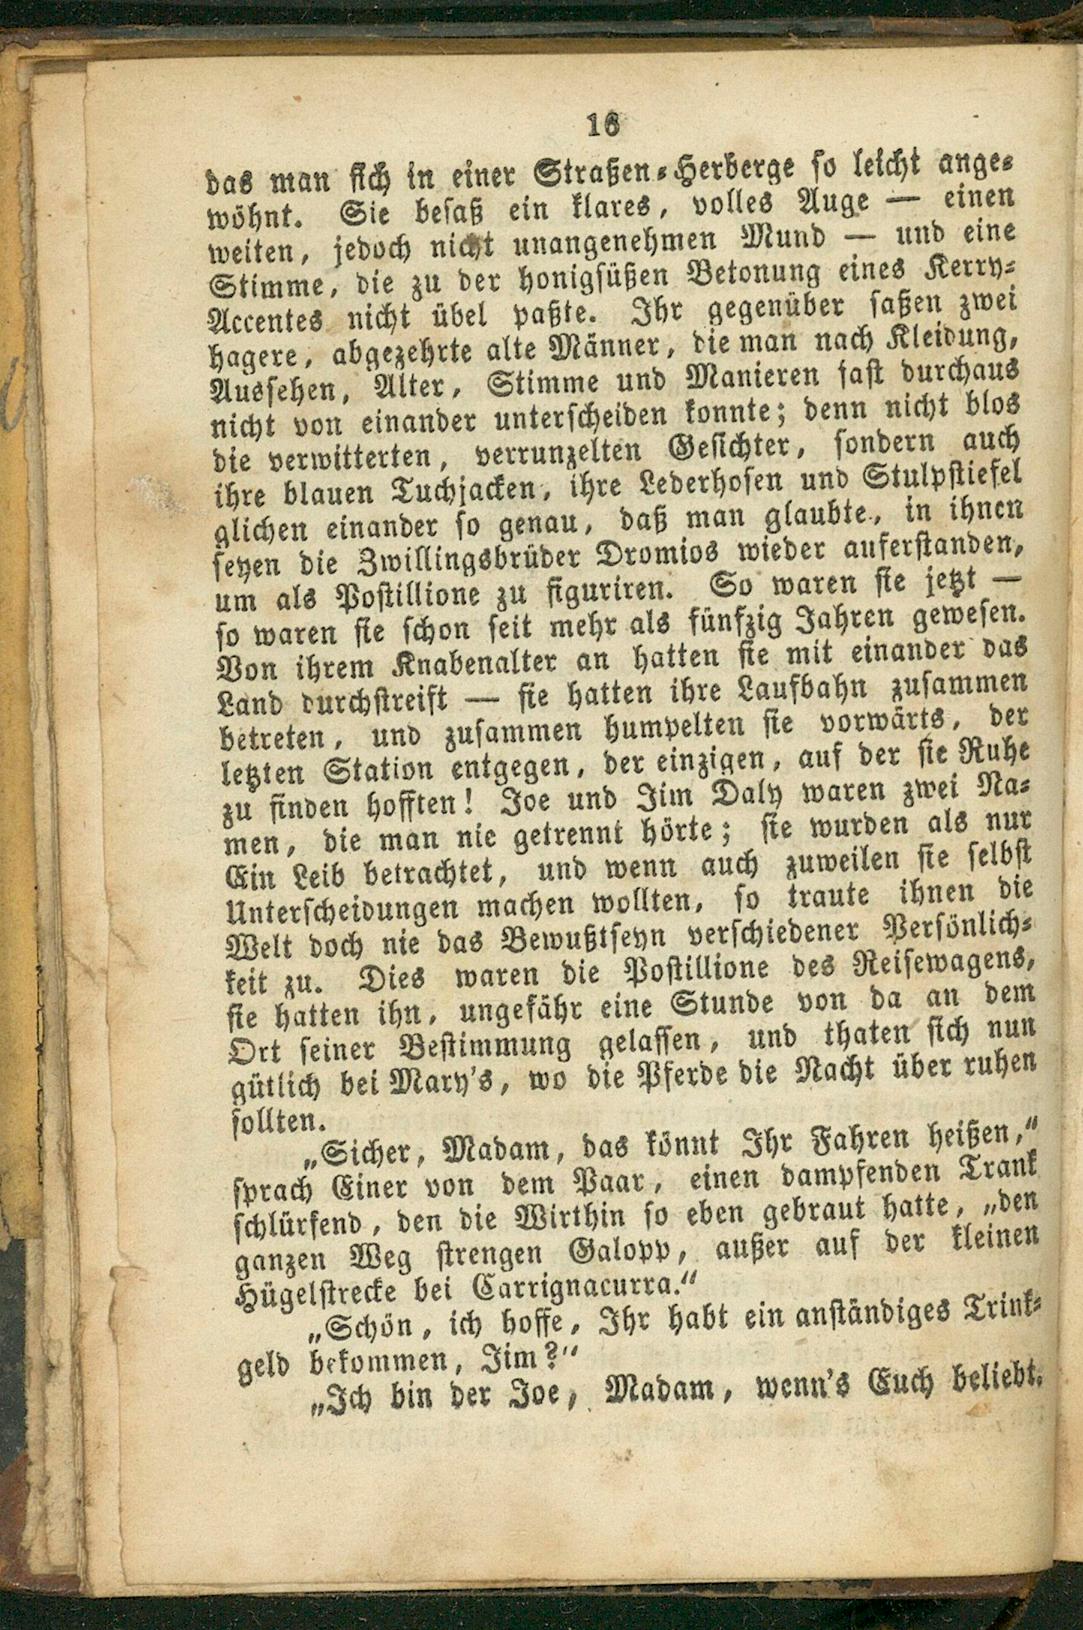 16
das man sich in einer Straßen-Herberge so leicht ange-
wöhnt. Sie besaß ein klares, volles Auge — einen
weiten, jedoch nicht unangenehmen Mund — und eine
Stimme, die zu der honigsüßen Betonung eines Kerry-
Accentes nicht übel paßte. Ihr gegenüber saßen zwei
hagere, abgezehrte alte Männer, die man nach Kleidung,
Aussehen, Alter, Stimme und Manieren fast durchaus
nicht von einander unterscheiden konnte; denn nicht blos
die verwitterten, verrunzelten Gesichter, sondern auch
ihre blauen Tuchjacken, ihre Lederhosen und Stulpstiefel
glichen einander so genau, daß man glaubte, in ihnen
seyen die Zwillingsbrüder Dromios wieder auferstanden,
um als Postillione zu figuriren. So waren sie jetzt —
so waren sie schon seit mehr als fünfzig Jahren gewesen.
Von ihrem Knabenalter an hatten sie mit einander das
Land durchstreift — sie hatten ihre Laufbahn zusammen
betreten, und zusammen humpelten sie vorwärts, der
letzten Station entgegen, der einzigen, auf der sie Ruhe
zu finden hofften! Joe und Jim Daly waren zwei Na-
men, die man nie getrennt hörte; sie wurden als nur
Ein Leib betrachtet, und wenn auch zuweilen sie selbst
Unterscheidungen machen wollten, so traute ihnen die
Welt doch nie das Bewußtseyn verschiedener Persönlich-
keit zu. Dies waren die Postillione des Reisewagens,
sie hatten ihn, ungefähr eine Stunde von da an dem
Ort seiner Bestimmung gelassen, und thaten sich nun
gütlich bei Mary's, wo die Pferde die Nacht über ruhen
sollten.
„Sicher, Madam, das könnt Ihr Fahren heißen,“
sprach Einer von dem Paar, einen dampfenden Trank
schlürfend, den die Wirthin so eben gebraut hatte, „den
ganzen Weg strengen Galopp, außer auf der kleinen
Hügelstrecke bei Carrignacurra.“
„Schön, ich hoffe, Ihr habt ein anständiges Trink-
geld bekommen, Jim?“
„Ich bin der Joe, Madam, wenn's Euch beliebt.